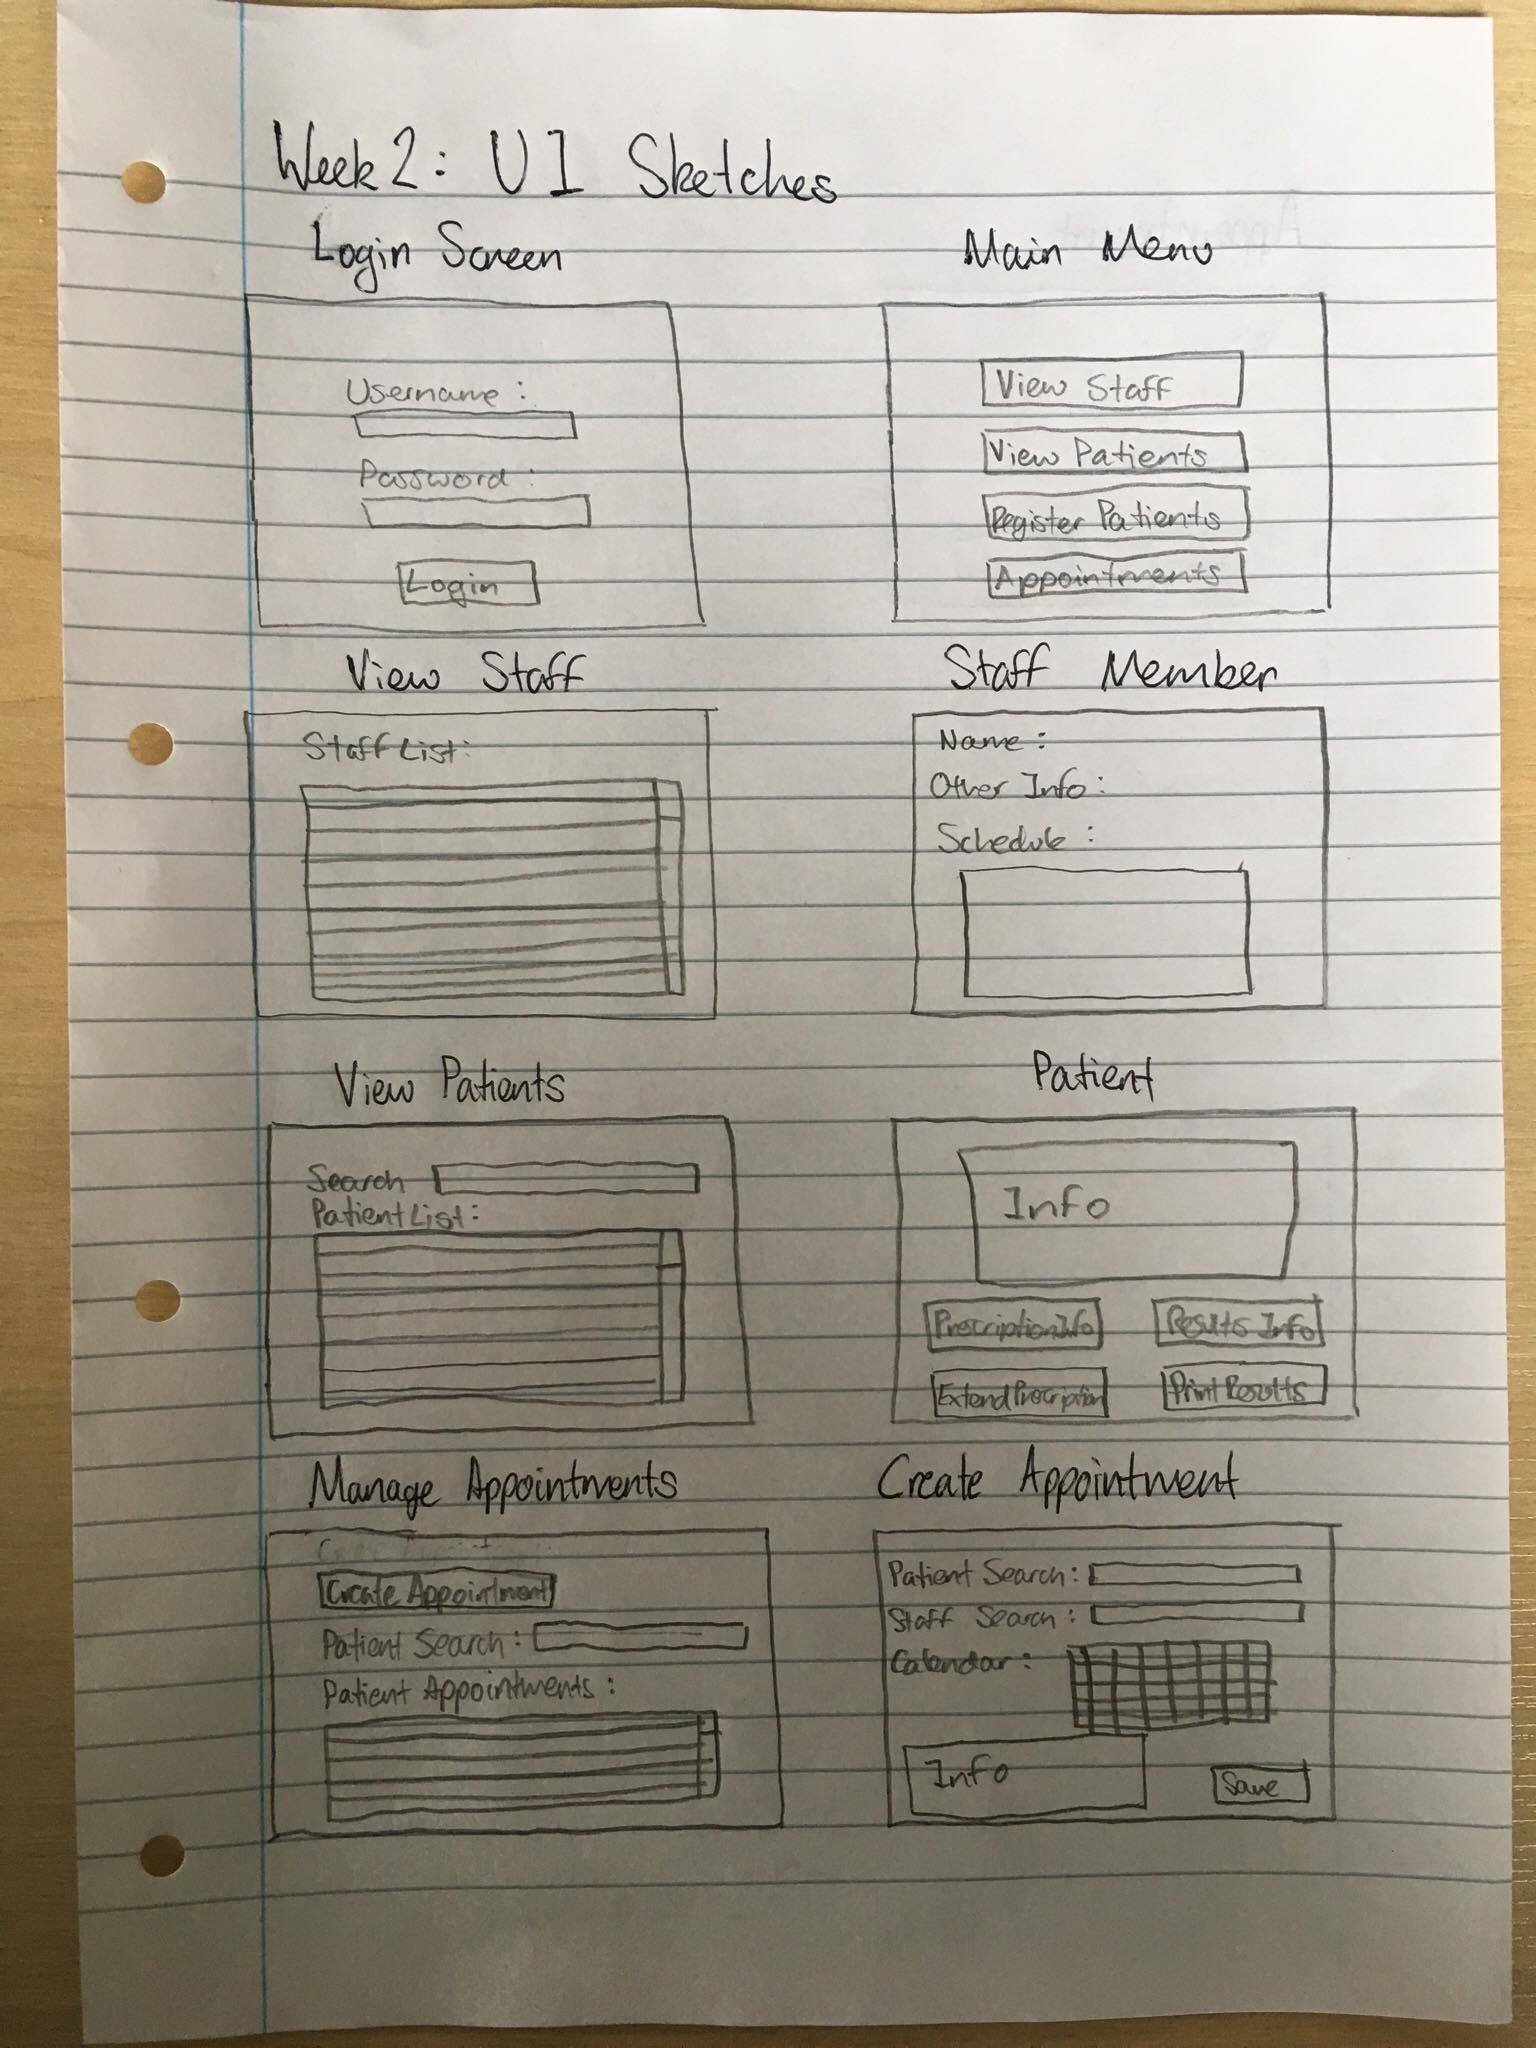 Week 2: UI Sketches
Login Screen
Username:
Password:
Login
Main Menu
View Staff
View Patients
Register Patients
Appointments
View Staff
Staff List:
Staff Member
Name:
Other Info:
Schedule:
View Patients
Search
Patient List:
Patient
Info
Prescription Info
Results Info
Extend Prescription
Print Results
Manage Appointments
Create Appointment
Patient Search:
Patient Appointments:
Create Appointment
Patient Search:
Staff Search:
Calendar:
Info
Save